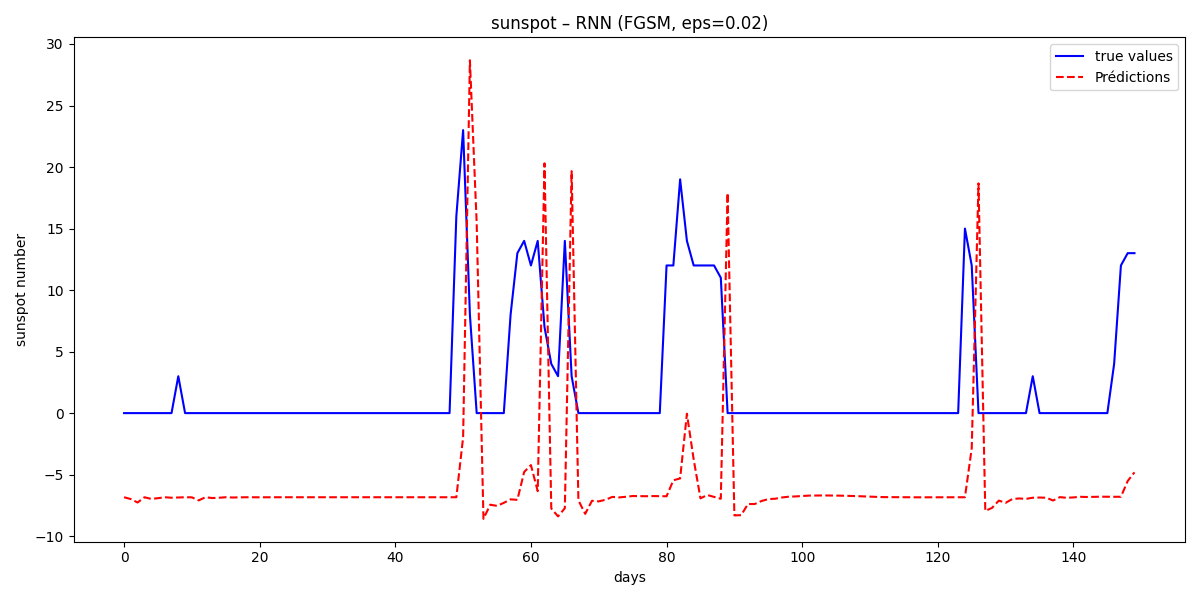 sunspot – RNN (FGSM, eps=0.02)
true values
Prédictions
sunspot number
30
25
20
15
10
5
0
−5
−10
0 20 40 60 80 100 120 140
days